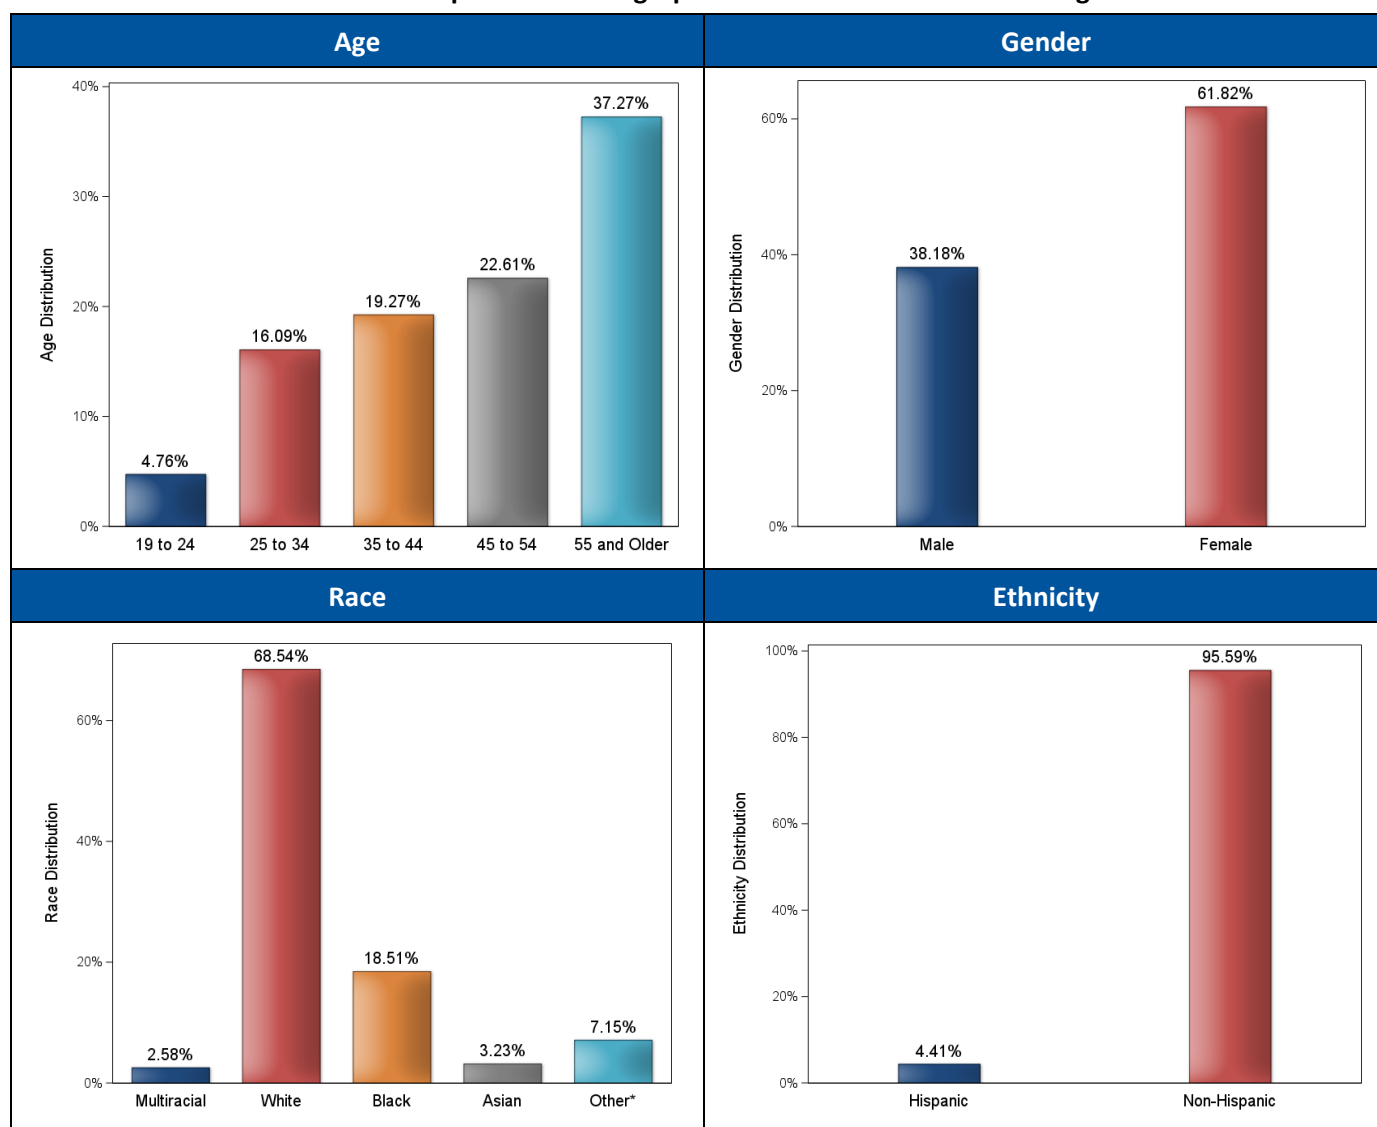 Age
Gender
40%
30%
20%
10%
0%
Age Distribution
4.76%
16.09%
19.27%
22.61%
37.27%
19 to 24
25 to 34
35 to 44
45 to 54
55 and Older
60%
40%
20%
0%
Gender Distribution
38.18%
61.82%
Male
Female
Race
Ethnicity
60%
40%
20%
0%
Race Distribution
2.58%
68.54%
18.51%
3.23%
7.15%
Multiracial
White
Black
Asian
Other*
100%
80%
60%
40%
20%
0%
Ethnicity Distribution
4.41%
95.59%
Hispanic
Non-Hispanic